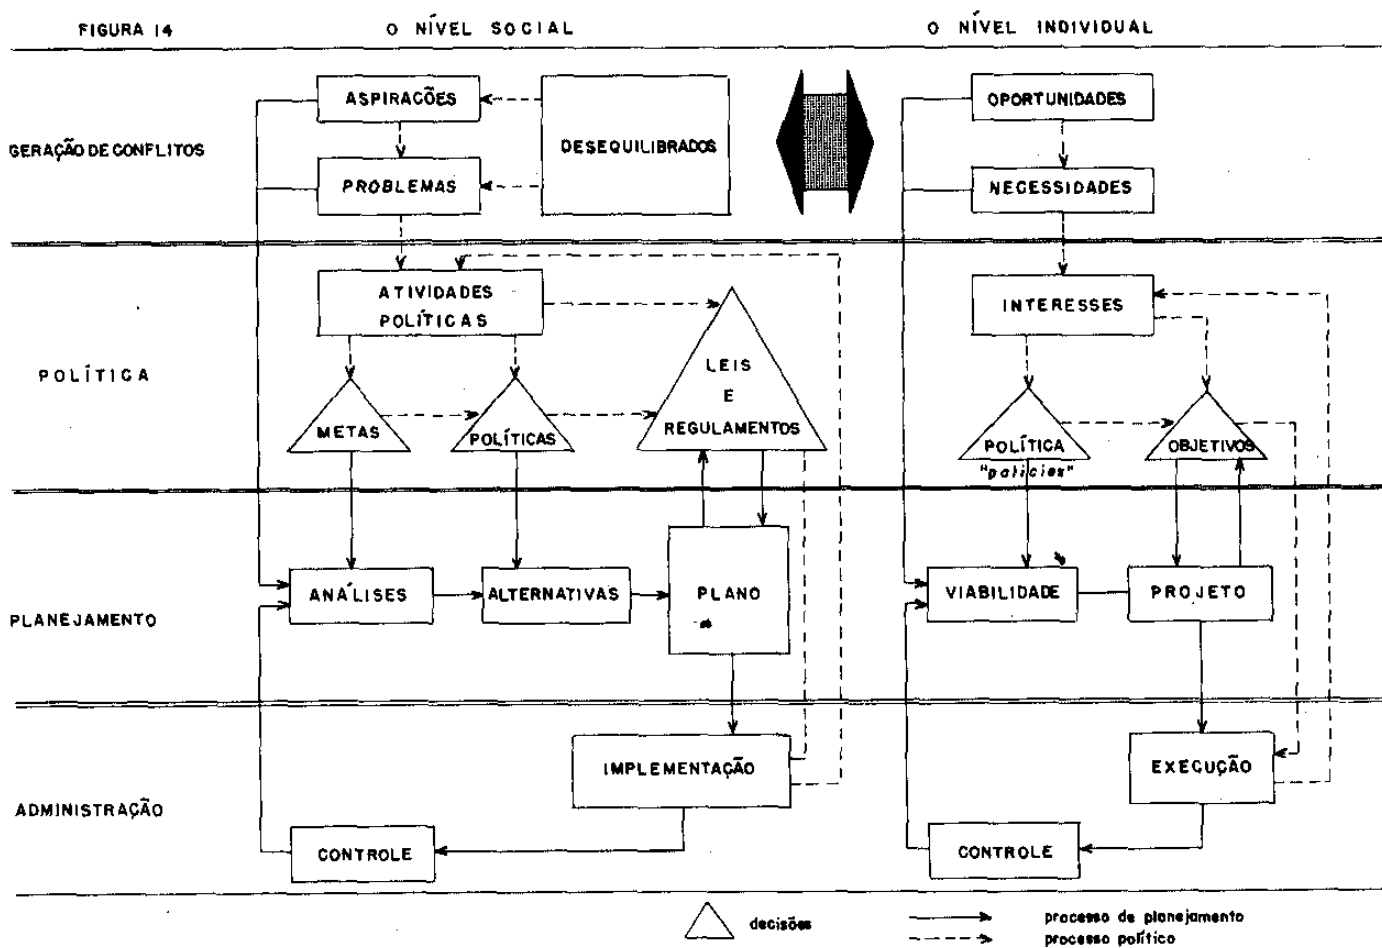 FIGURA 14
O NÍVEL SOCIAL
O NÍVEL INDIVIDUAL
GERAÇÃO DE CONFLITOS
ASPIRAÇÕES
PROBLEMAS
DESEQUILIBRADOS
OPORTUNIDADES
NECESSIDADES
POLÍTICA
ATIVIDADES
POLÍTICAS
METAS
POLÍTICAS
LEIS
E
REGULAMENTOS
INTERESSES
POLÍTICA
"policies"
OBJETIVOS
PLANEJAMENTO
ANÁLISES
ALTERNATIVAS
PLANO
VIABILIDADE
PROJETO
ADMINISTRAÇÃO
IMPLEMENTAÇÃO
CONTROLE
EXECUÇÃO
CONTROLE
decisões
processo de planejamento
processo político